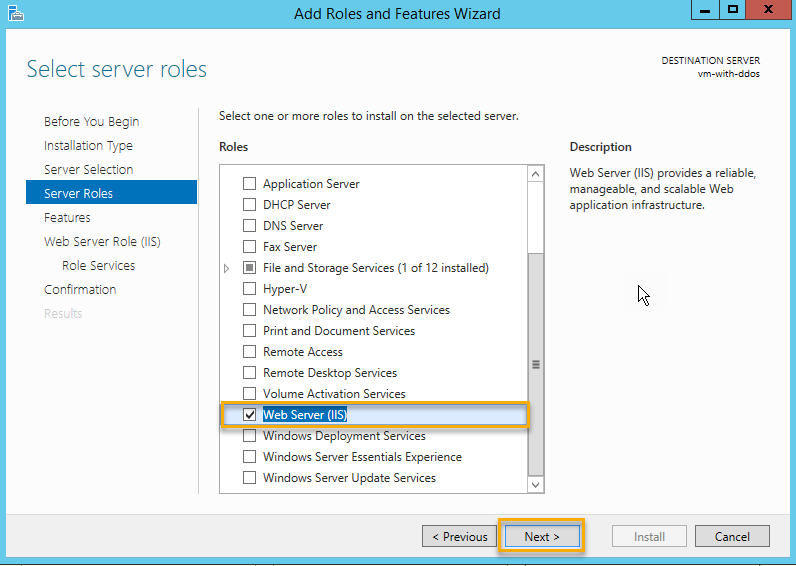 Add Roles and Features Wizard
Select server roles
DESTINATION SERVER
vm-with-ddos
Before You Begin
Installation Type
Server Selection
Server Roles
Features
Web Server Role (IIS)
Role Services
Confirmation
Results
Select one or more roles to install on the selected server.
Roles
Application Server
DHCP Server
DNS Server
Fax Server
File and Storage Services (1 of 12 installed)
Hyper-V
Network Policy and Access Services
Print and Document Services
Remote Access
Remote Desktop Services
Volume Activation Services
Web Server (IIS)
Windows Deployment Services
Windows Server Essentials Experience
Windows Server Update Services
Description
Web Server (IIS) provides a reliable,
manageable, and scalable Web
application infrastructure.
< Previous
Next >
Install
Cancel